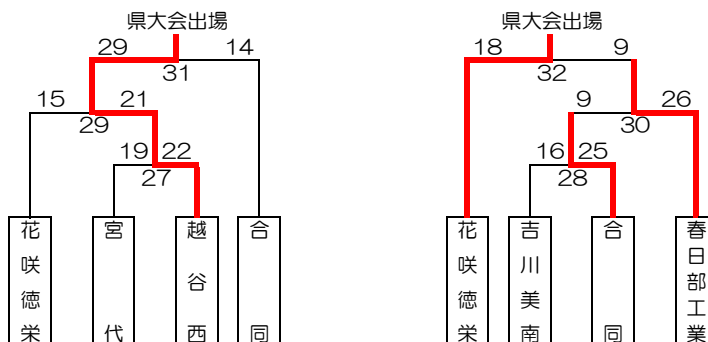 県大会出場 県大会出場
29 14 18 9
31 32
15 21 9 26
29 30
19 22 16 25
27 28
花咲徳栄 宮代 越谷西 合同 花咲徳栄 吉川美南 合同 春日部工業